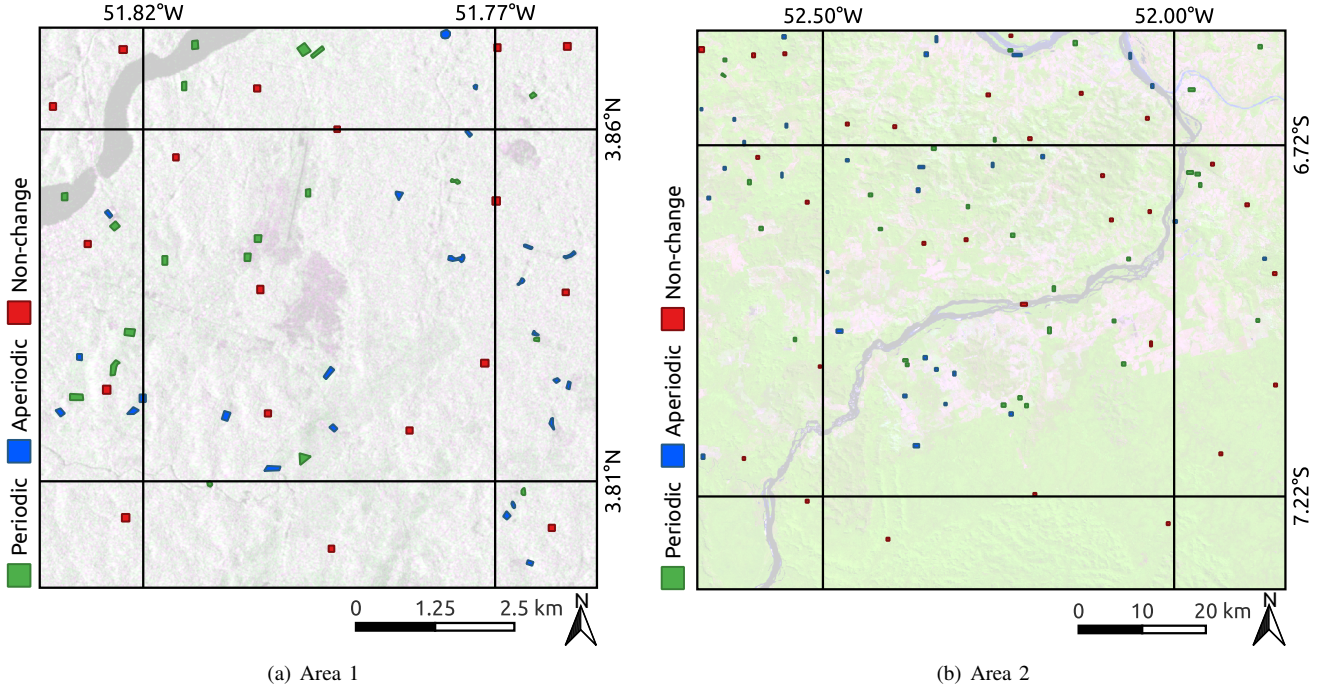 51.82°W 51.77°W
3.86°N
3.81°N
Periodic Aperiodic Non-change
0 1.25 2.5 km
N
(a) Area 1
52.50°W 52.00°W
6.72°S
7.22°S
Periodic Aperiodic Non-change
0 10 20 km
N
(b) Area 2